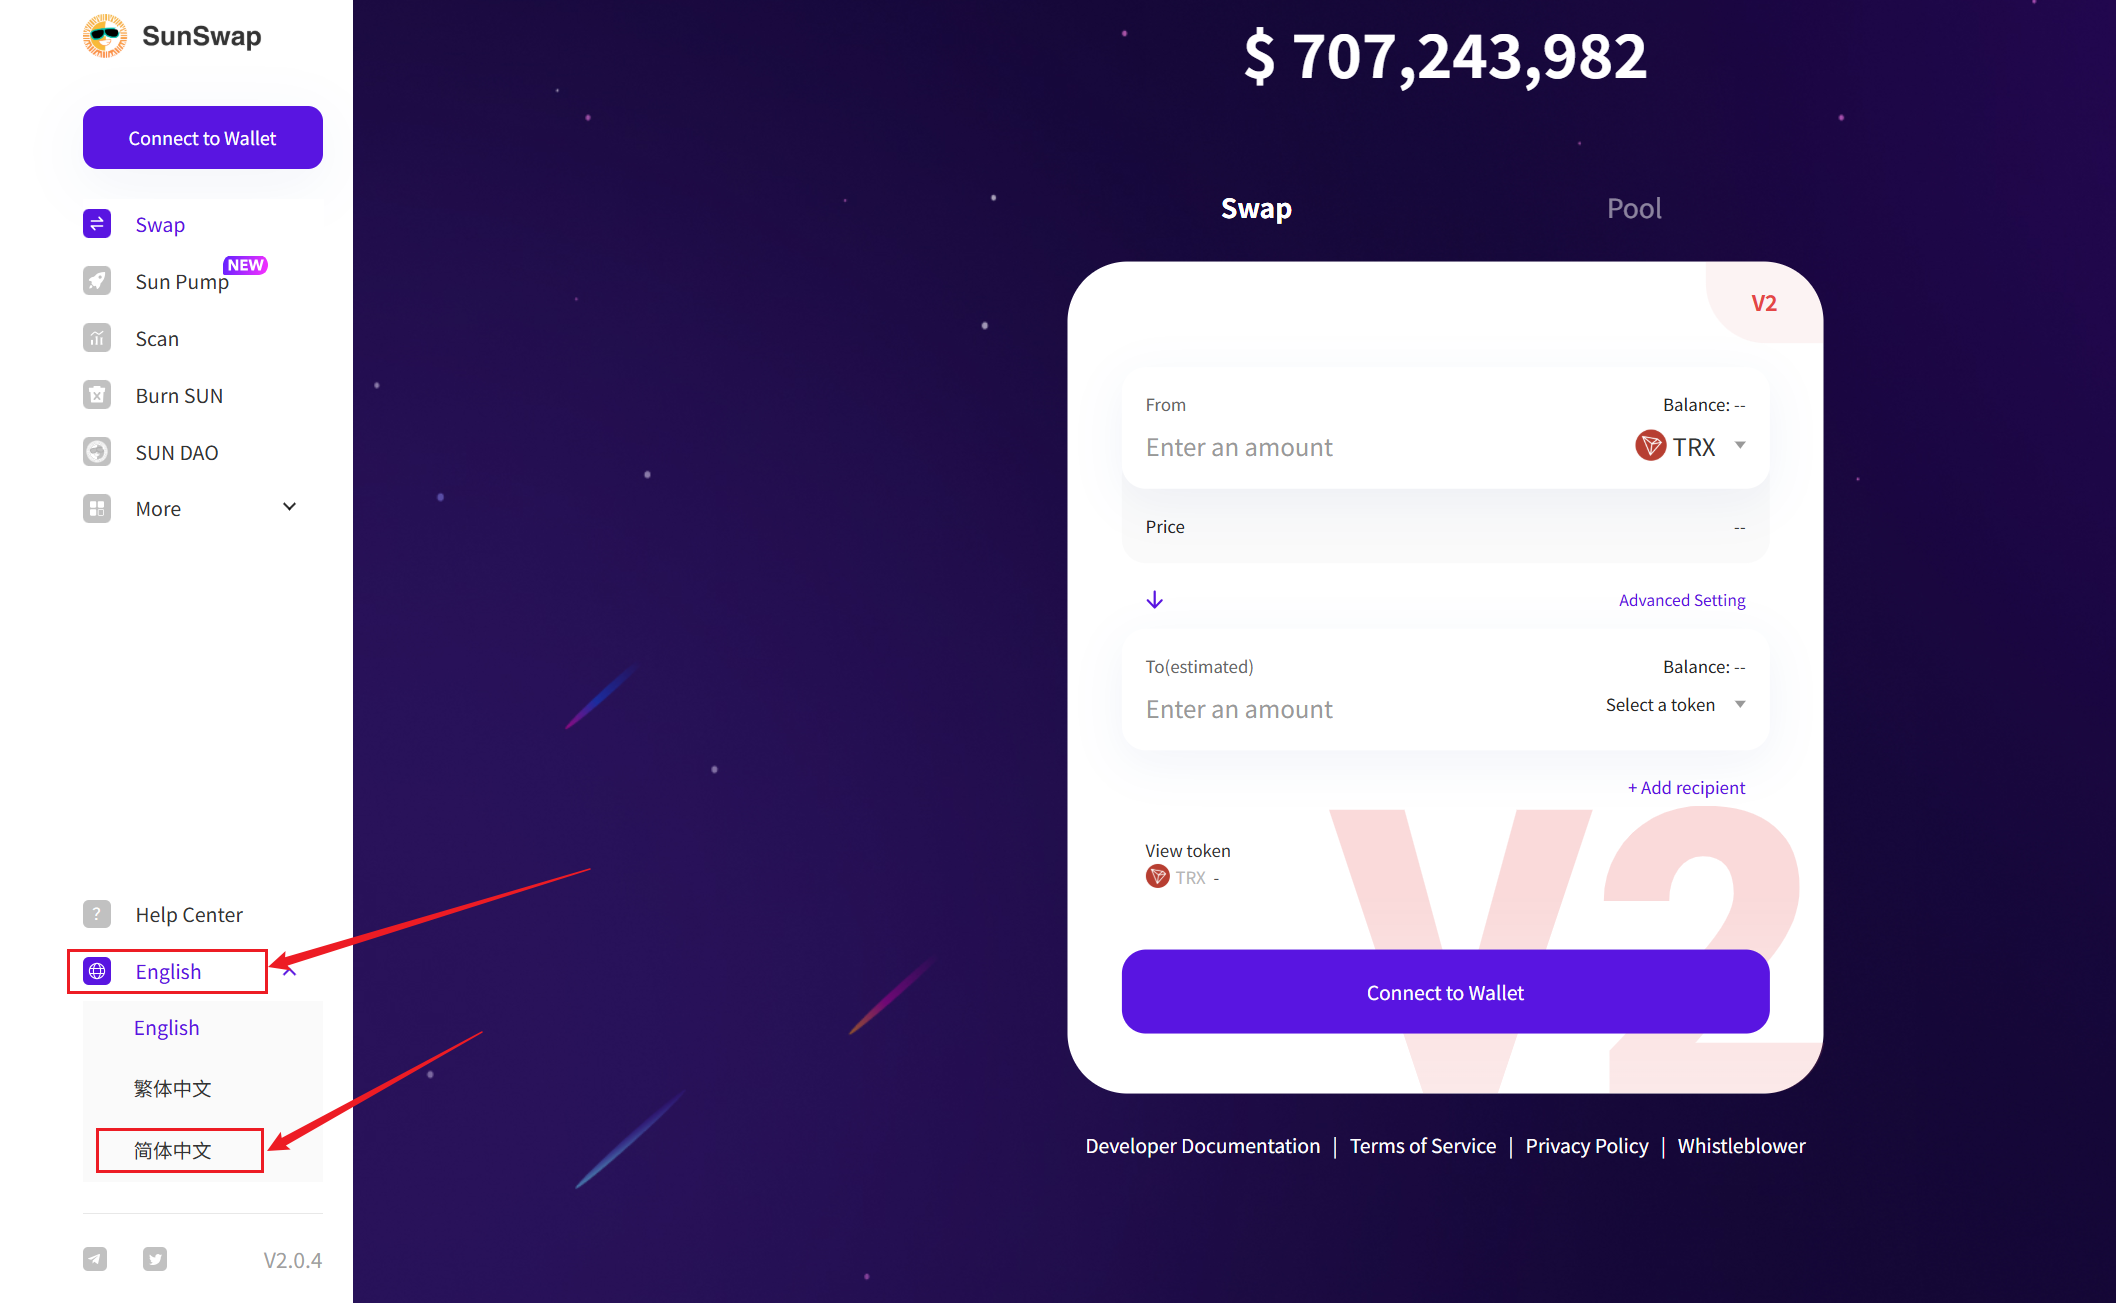 SunSwap
Connect to Wallet
Swap
Sun Pump NEW
Scan
Burn SUN
SUN DAO
More
Help Center
English
English
繁体中文
简体中文
V2.0.4
$ 707,243,982
Swap Pool
V2
From Balance: --
Enter an amount TRX
Price --
Advanced Setting
To(estimated) Balance: --
Enter an amount Select a token
+ Add recipient
View token
TRX -
V2
Connect to Wallet
Developer Documentation | Terms of Service | Privacy Policy | Whistleblower